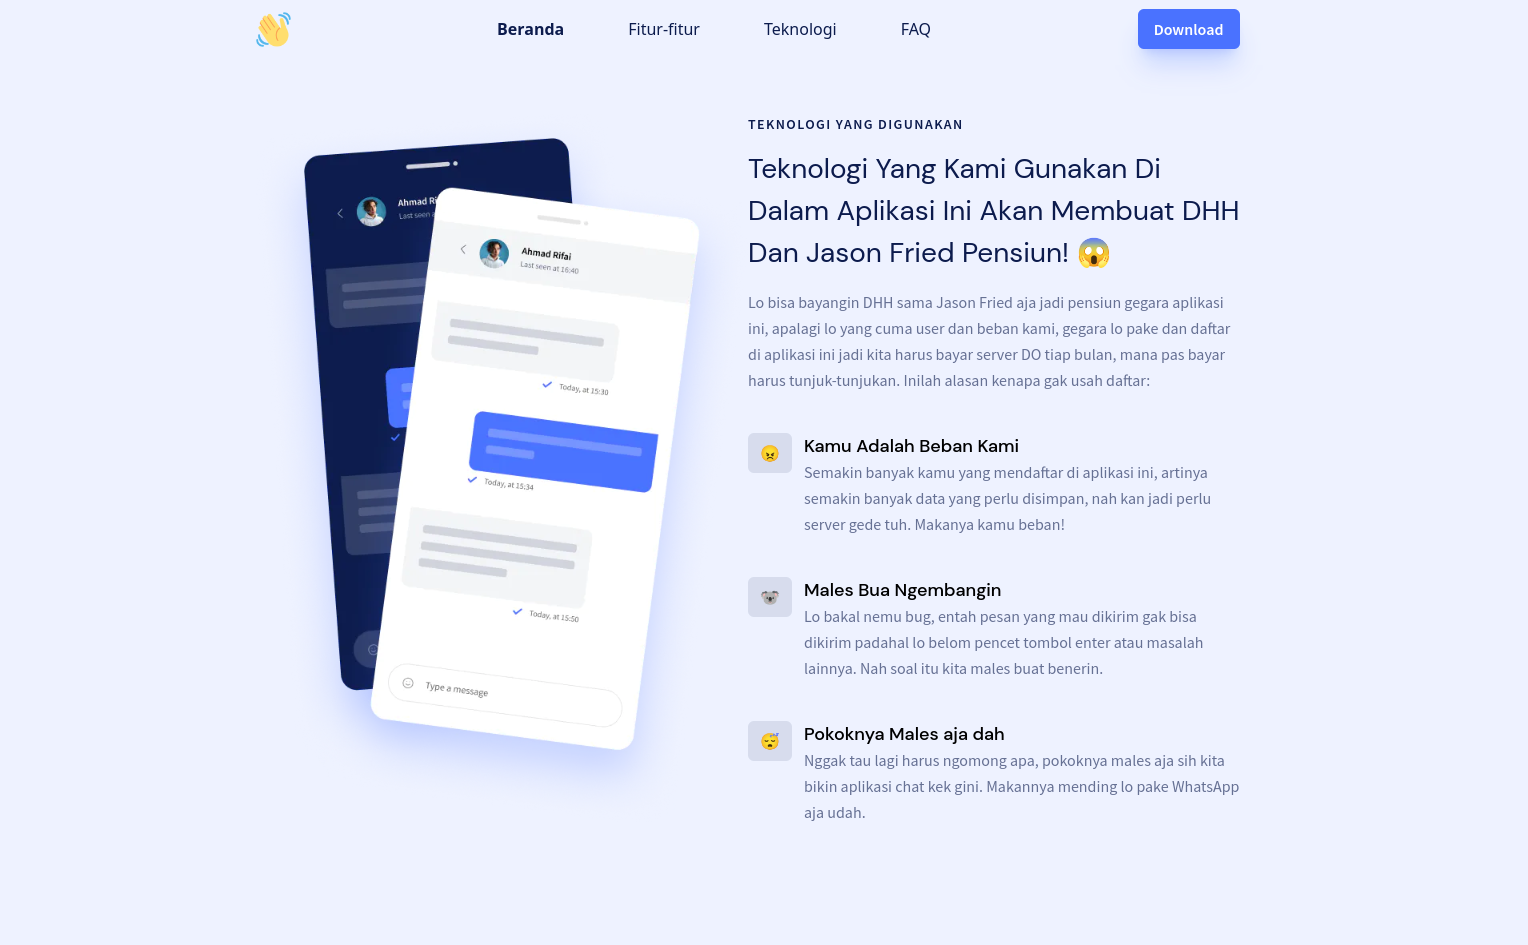 Beranda
Fitur-fitur
Teknologi
FAQ
Download
TEKNOLOGI YANG DIGUNAKAN
Teknologi Yang Kami Gunakan Di
Dalam Aplikasi Ini Akan Membuat DHH
Dan Jason Fried Pensiun! 😱
Lo bisa bayangin DHH sama Jason Fried aja jadi pensiun gegara aplikasi
ini, apalagi lo yang cuma user dan beban kami, gegara lo pake dan daftar
di aplikasi ini jadi kita harus bayar server DO tiap bulan, mana pas bayar
harus tunjuk-tunjukan. Inilah alasan kenapa gak usah daftar:
Kamu Adalah Beban Kami
Semakin banyak kamu yang mendaftar di aplikasi ini, artinya
semakin banyak data yang perlu disimpan, nah kan jadi perlu
server gede tuh. Makanya kamu beban!
Males Bua Ngembangin
Lo bakal nemu bug, entah pesan yang mau dikirim gak bisa
dikirim padahal lo belom pencet tombol enter atau masalah
lainnya. Nah soal itu kita males buat benerin.
Pokoknya Males aja dah
Nggak tau lagi harus ngomong apa, pokoknya males aja sih kita
bikin aplikasi chat kek gini. Makannya mending lo pake WhatsApp
aja udah.
Ahmad
Last seen
Ahmad Rifai
Last seen at 16:40
Today, at 15:30
Today, at 15:34
Today, at 15:50
Type a message